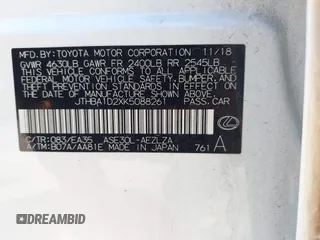 MFD. BY: TOYOTA MOTOR CORPORATION 11/18
GVWR 4630LB GAWR FR 2400LB RR 2545LB
THIS VEHICLE CONFORMS TO ALL APPLICABLE
FEDERAL MOTOR VEHICLE SAFETY, BUMPER, AND
THEFT PREVENTION STANDARDS IN EFFECT ON
THE DATE OF MANUFACTURE SHOWN ABOVE.
JTHBA1D2XK5088261 PASS.CAR
C/TR:083/EA35 ASE30L-AEZLZA
A/TM:B07A/AA81E MADE IN JAPAN 761 A
DREAMBID